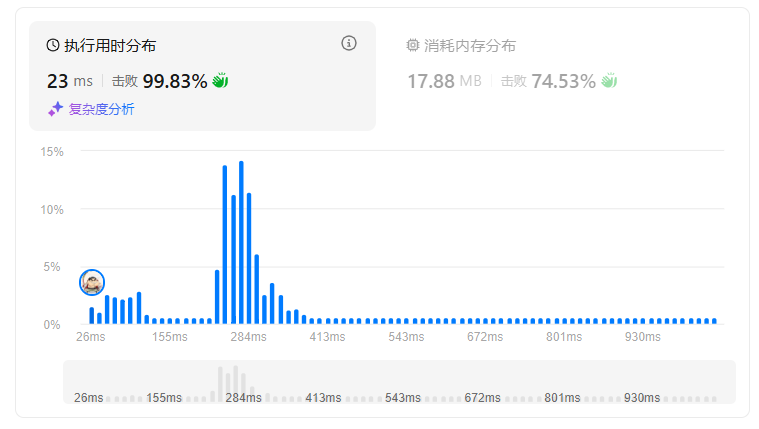 执行用时分布
消耗内存分布
23 ms 击败 99.83%
17.88 MB 击败 74.53%
复杂度分析
15%
10%
5%
0%
26ms 155ms 284ms 413ms 543ms 672ms 801ms 930ms
26ms 155ms 284ms 413ms 543ms 672ms 801ms 930ms